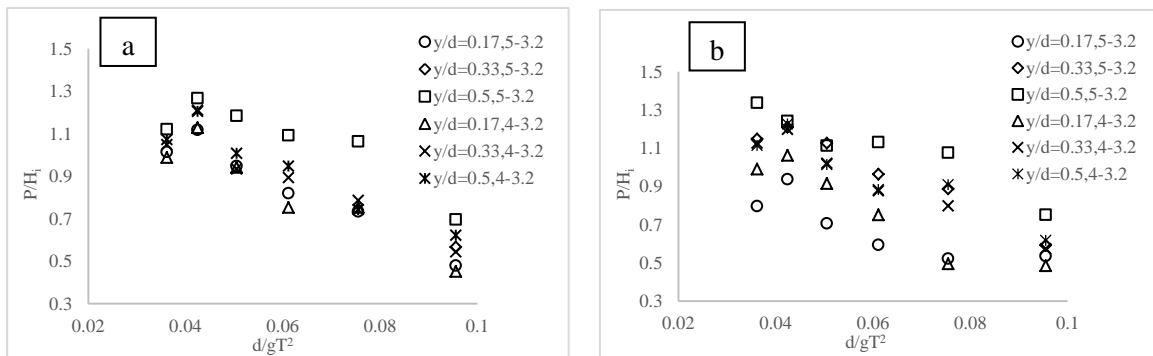 a
1.5
1.3
1.1
0.9
0.7
0.5
0.3
P/Hi
0.02
0.04
0.06
0.08
0.1
d/gT²
y/d=0.17,5-3.2
y/d=0.33,5-3.2
y/d=0.5,5-3.2
y/d=0.17,4-3.2
y/d=0.33,4-3.2
y/d=0.5,4-3.2
b
1.5
1.3
1.1
0.9
0.7
0.5
0.3
P/Hi
0.02
0.04
0.06
0.08
0.1
d/gT²
y/d=0.17,5-3.2
y/d=0.33,5-3.2
y/d=0.5,5-3.2
y/d=0.17,4-3.2
y/d=0.33,4-3.2
y/d=0.5,4-3.2